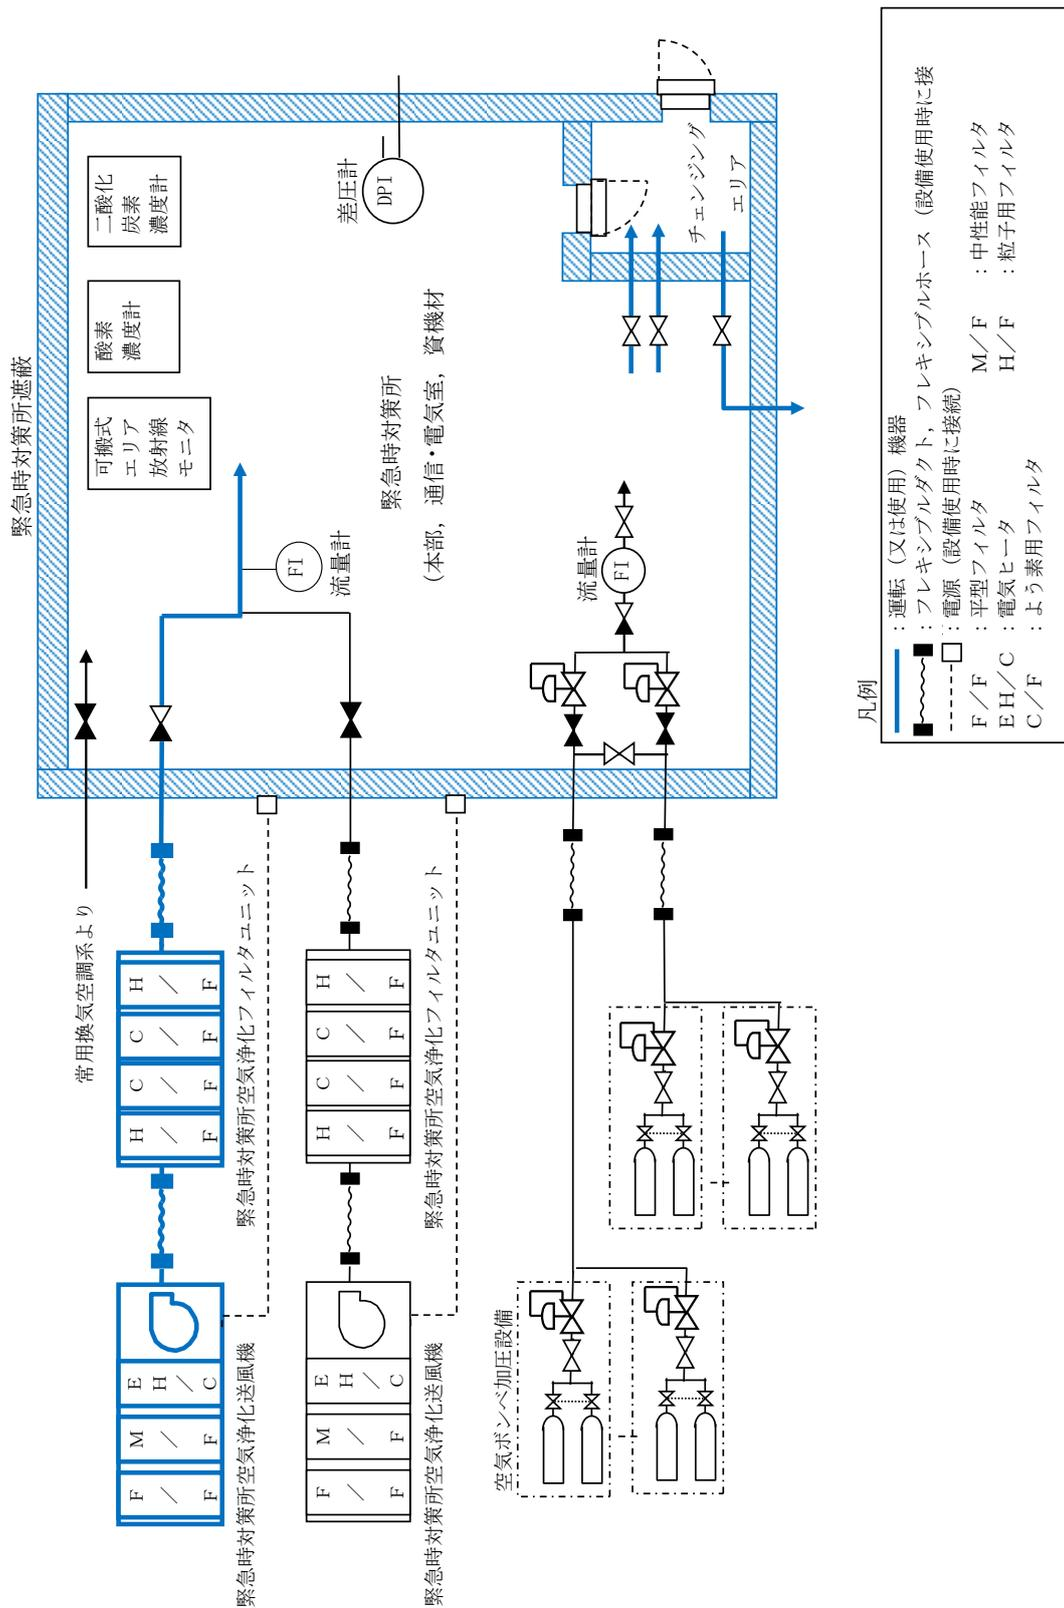 緊急時対策所遮蔽
可搬式
エリア
放射線
モニタ
酸素
濃度計
二酸化
炭素
濃度計
差圧計
DPI
常用換気空調系より
F/F
M/F
EH/C
H/F
C/F
C/F
H/F
緊急時対策所空気浄化送風機
緊急時対策所空気浄化フィルタユニット
FI
流量計
緊急時対策所
(本部,通信・電気室,資機材
F/F
M/F
EH/C
H/F
C/F
C/F
H/F
緊急時対策所空気浄化送風機
緊急時対策所空気浄化フィルタユニット
空気ボンベ加圧設備
流量計
FI
チェンジング
エリア
凡例
:運転(又は使用)機器
:フレキシブルダクト,フレキシブルホース(設備使用時に接
:電源(設備使用時に接続)
F/F :平型フィルタ M/F :中性能フィルタ
EH/C :電気ヒータ H/F :粒子用フィルタ
C/F :よう素用フィルタ